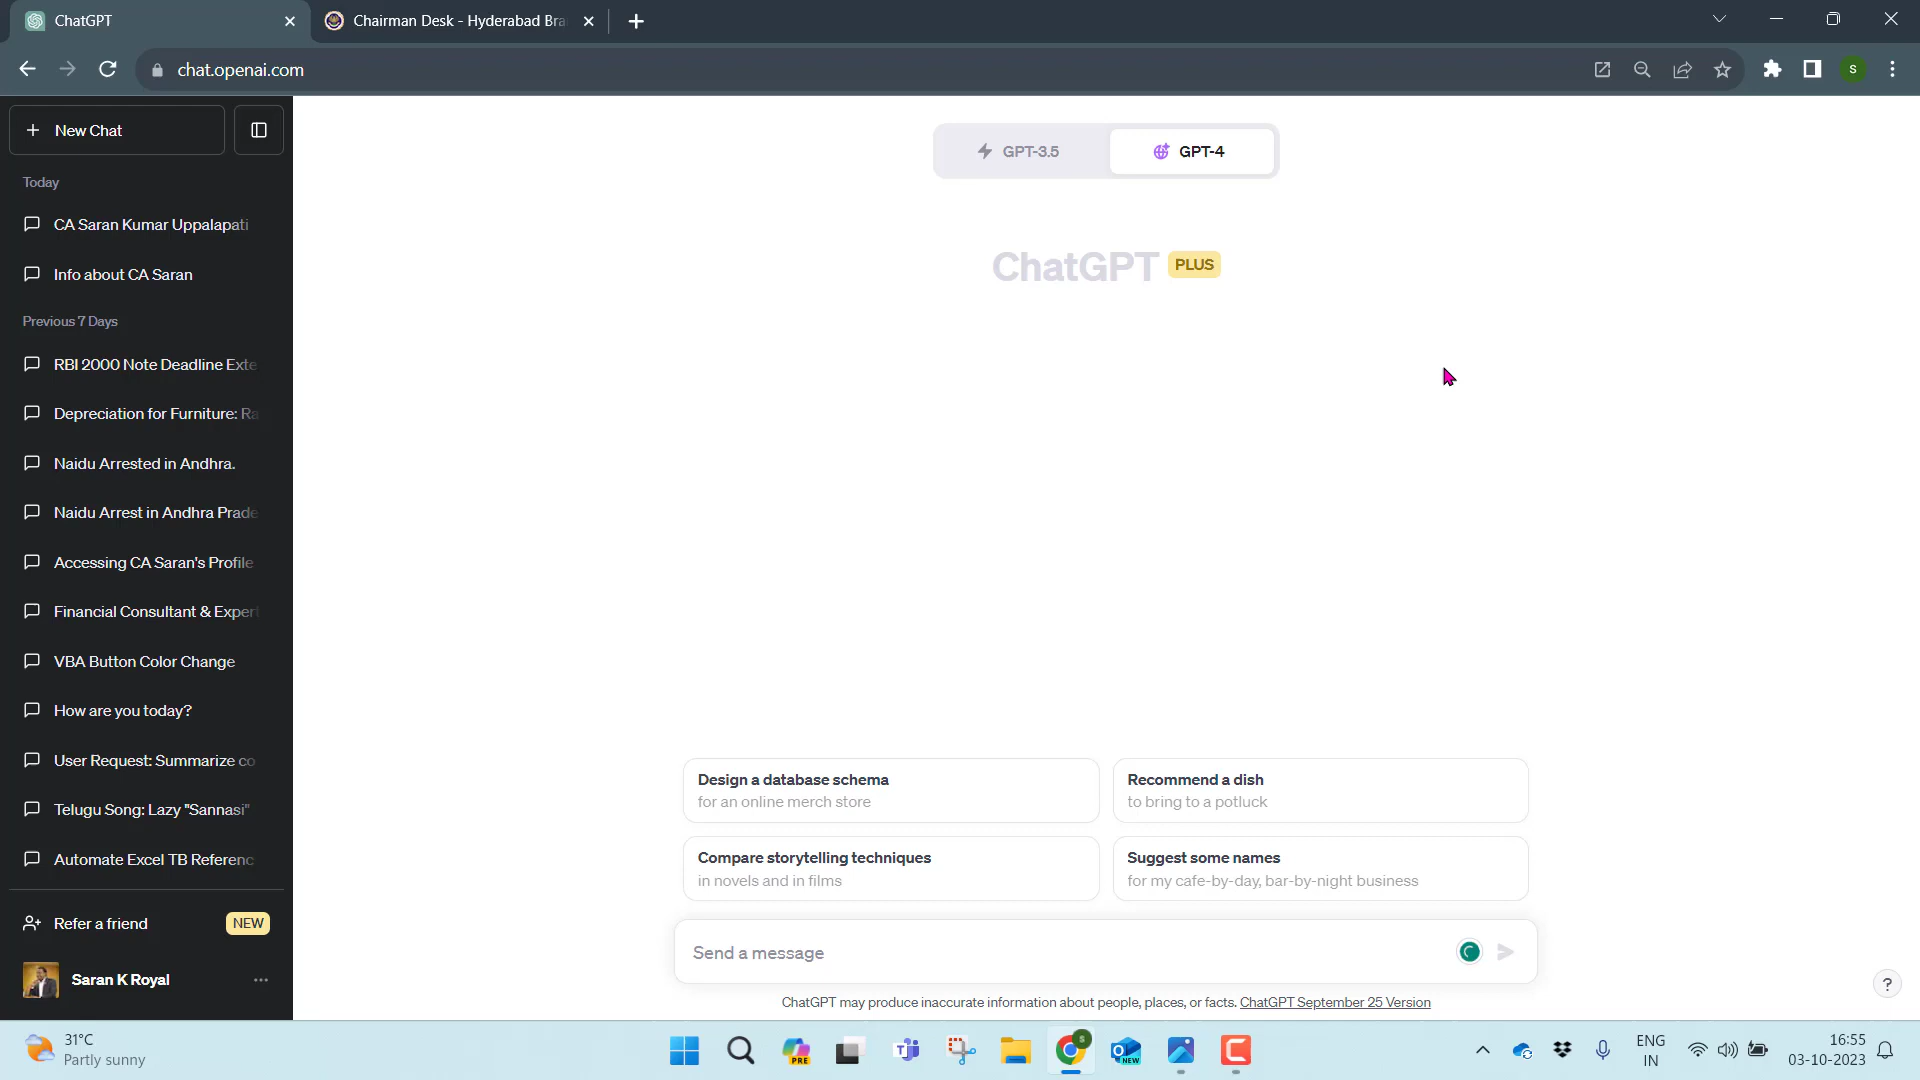 ChatGPT
Chairman Desk - Hyderabad Bra
chat.openai.com
S
New Chat
Today
CA Saran Kumar Uppalapati
Info about CA Saran
Previous 7 Days
RBI 2000 Note Deadline Exte
Depreciation for Furniture: Ra
Naidu Arrested in Andhra.
Naidu Arrest in Andhra Prade
Accessing CA Saran's Profile
Financial Consultant & Expert
VBA Button Color Change
How are you today?
User Request: Summarize co
Telugu Song: Lazy "Sannasi"
Automate Excel TB Referenc
Refer a friend NEW
Saran K Royal
GPT-3.5 GPT-4
ChatGPT PLUS
Design a database schema
for an online merch store
Recommend a dish
to bring to a potluck
Compare storytelling techniques
in novels and in films
Suggest some names
for my cafe-by-day, bar-by-night business
Send a message
ChatGPT may produce inaccurate information about people, places, or facts. ChatGPT September 25 Version
?
31°C
Partly sunny
PRE
S
NEW
ENG
IN
16:55
03-10-2023